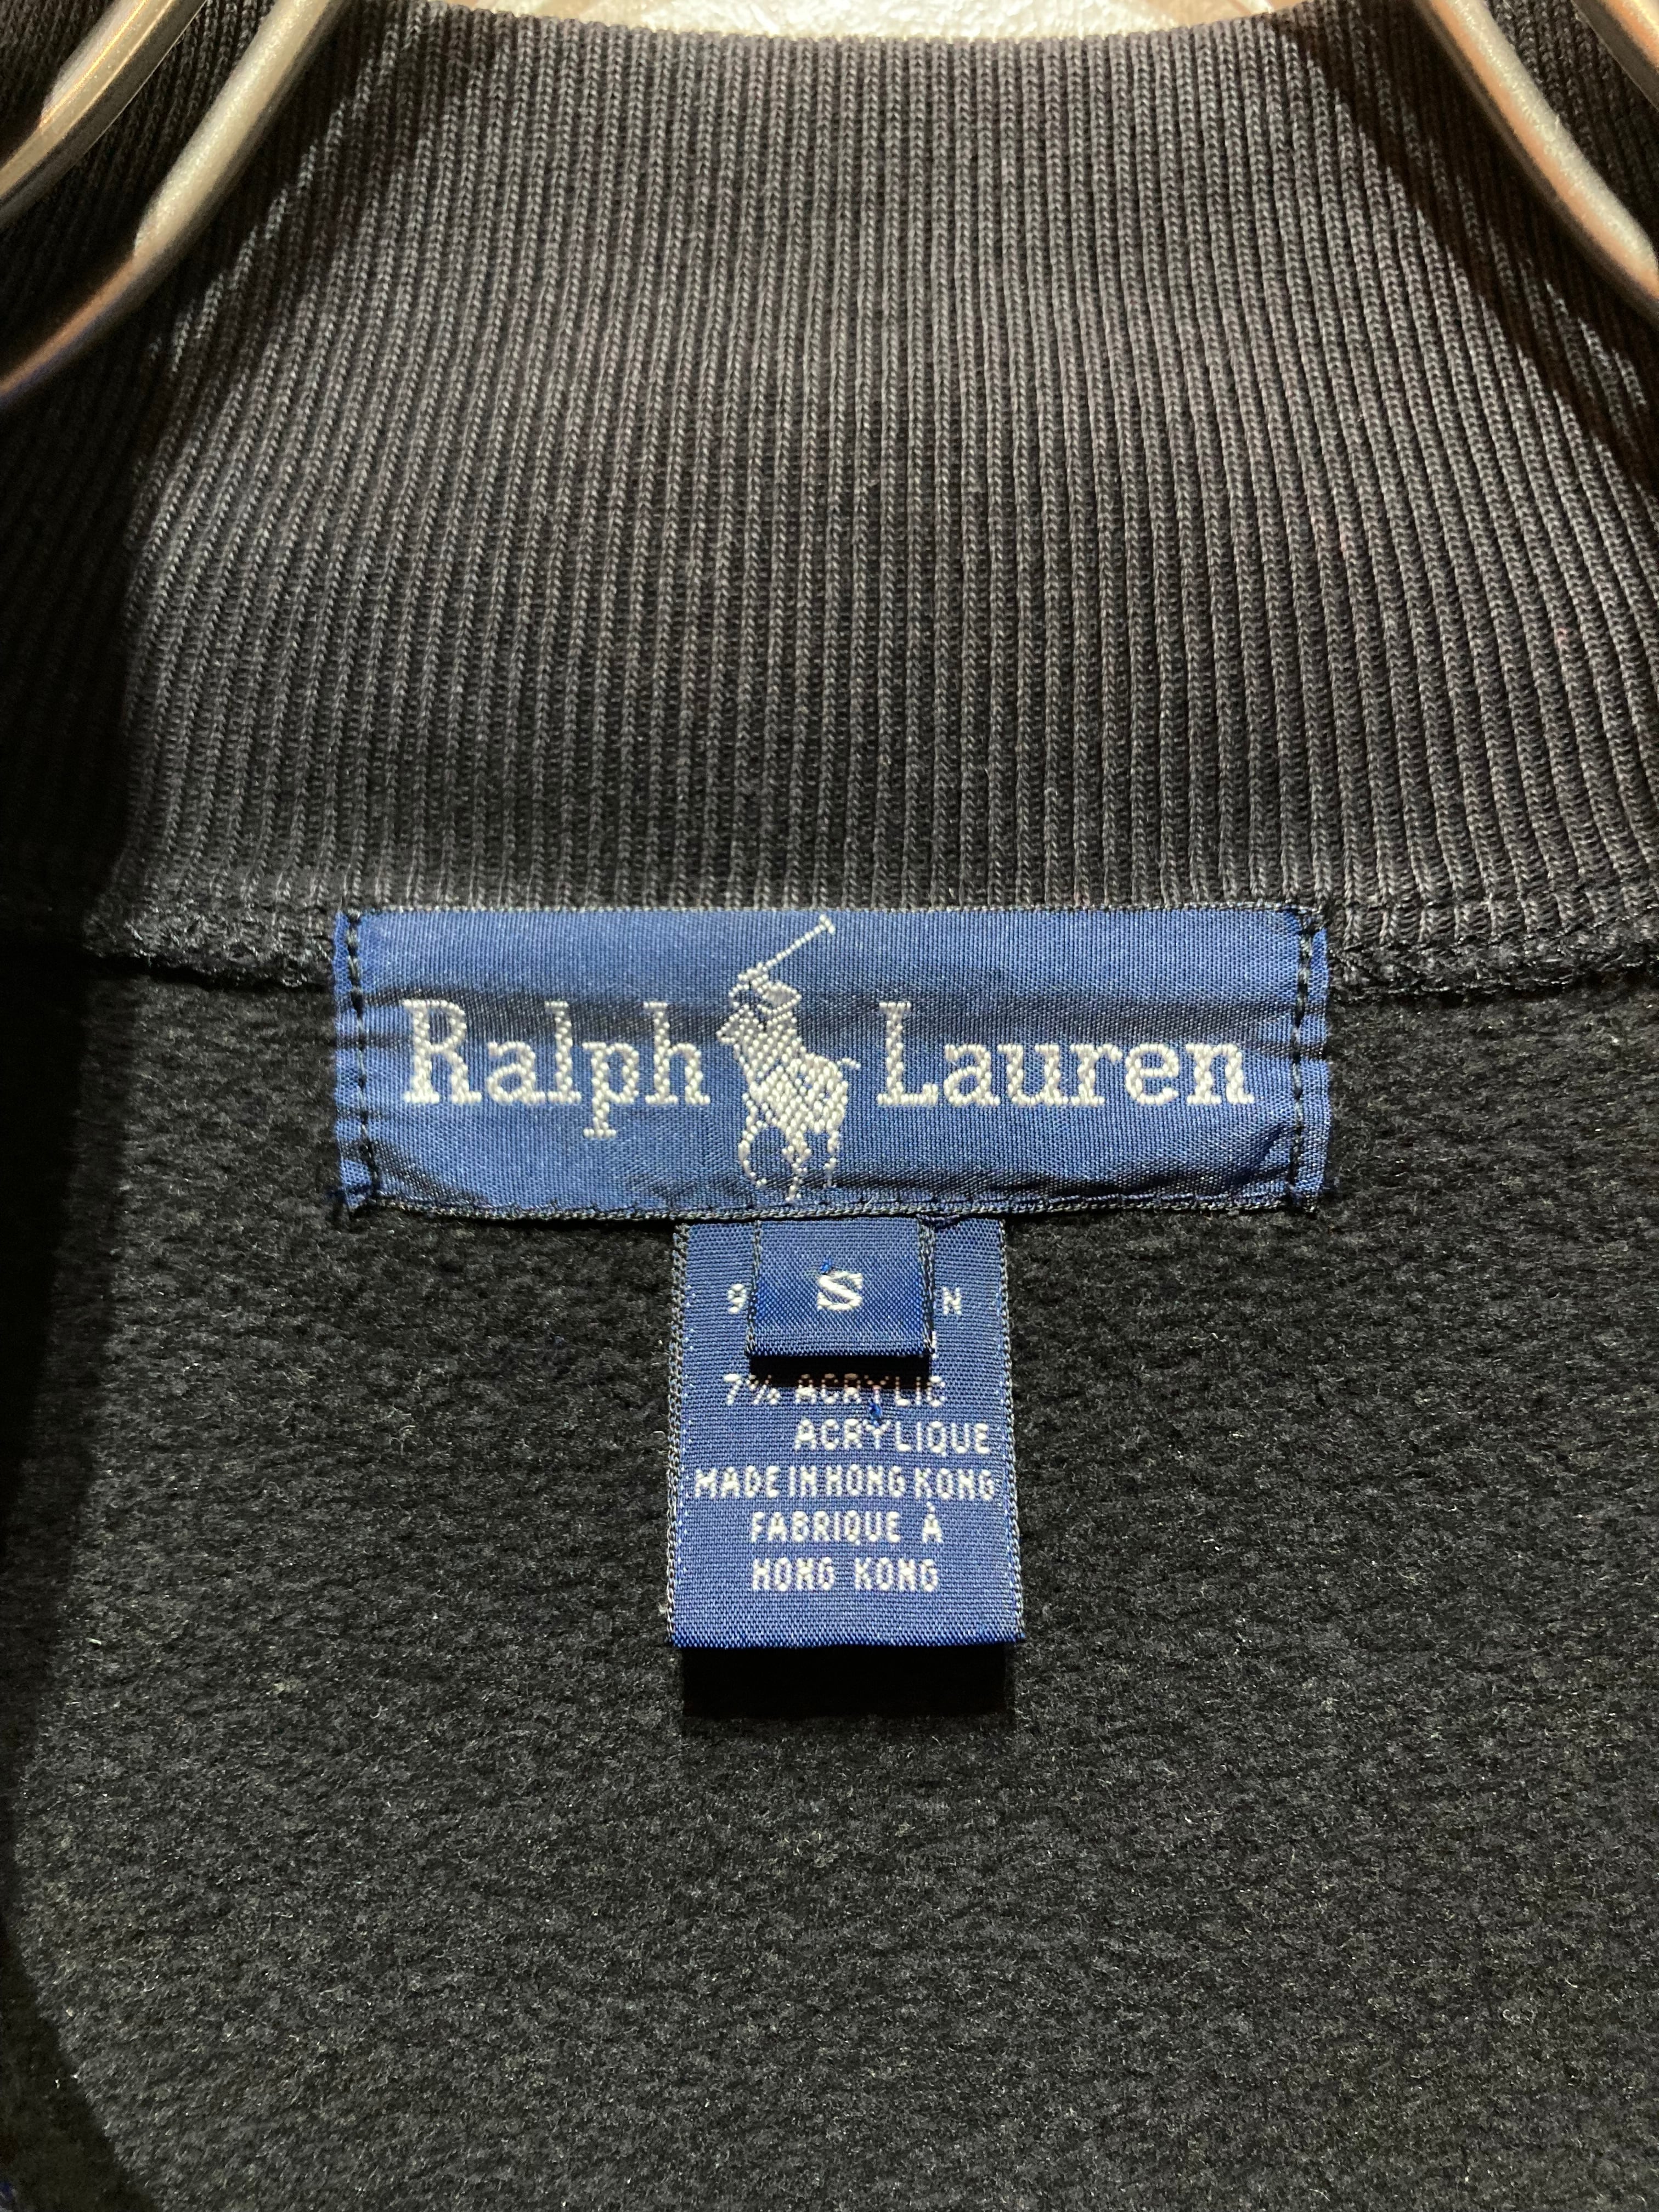 Ralph Lauren
S
7% ACRYLIC
ACRYLIQUE
MADE IN HONG KONG
FABRIQUE À
HONG KONG